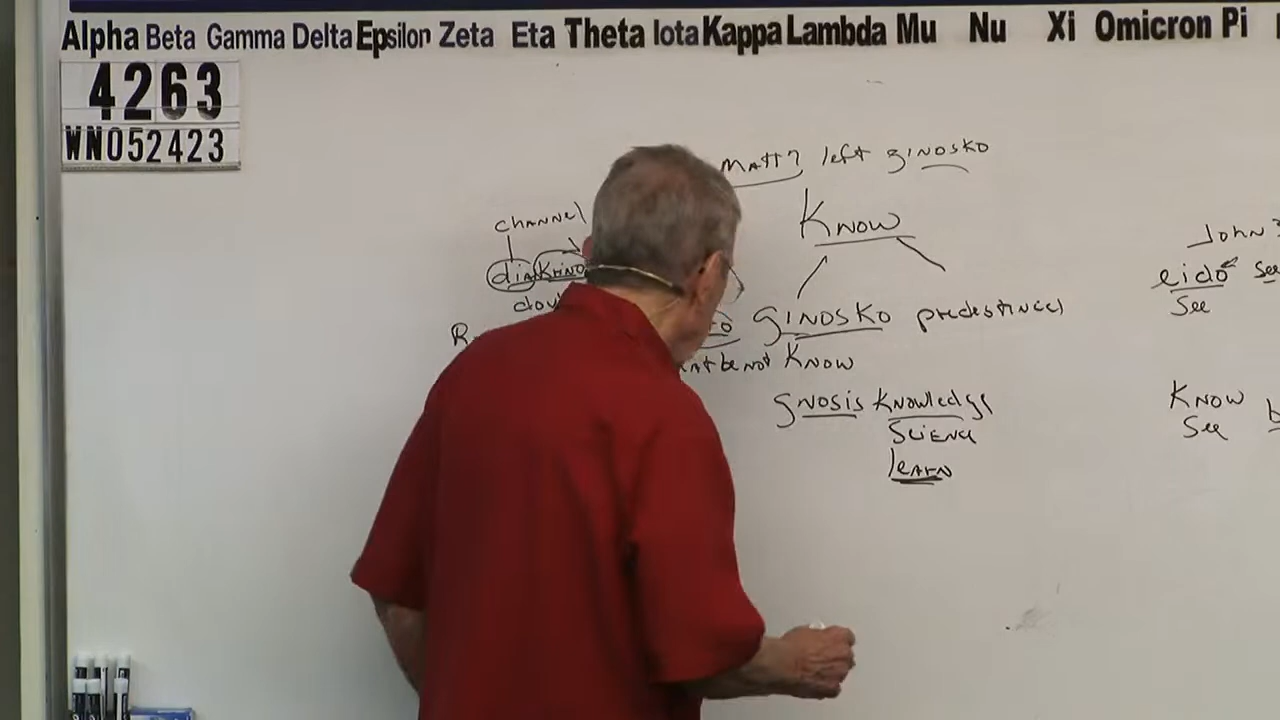 Alpha Beta Gamma Delta Epsilon Zeta Eta Theta Iota Kappa Lambda Mu Nu Xi Omicron Pi
4263
WN052423
Matt 7 left ginosko
channel
Know
John
diakrino
eido see
See
ginosko predestined
be not Know
gnosis Knowledge
Science
learn
Know
See